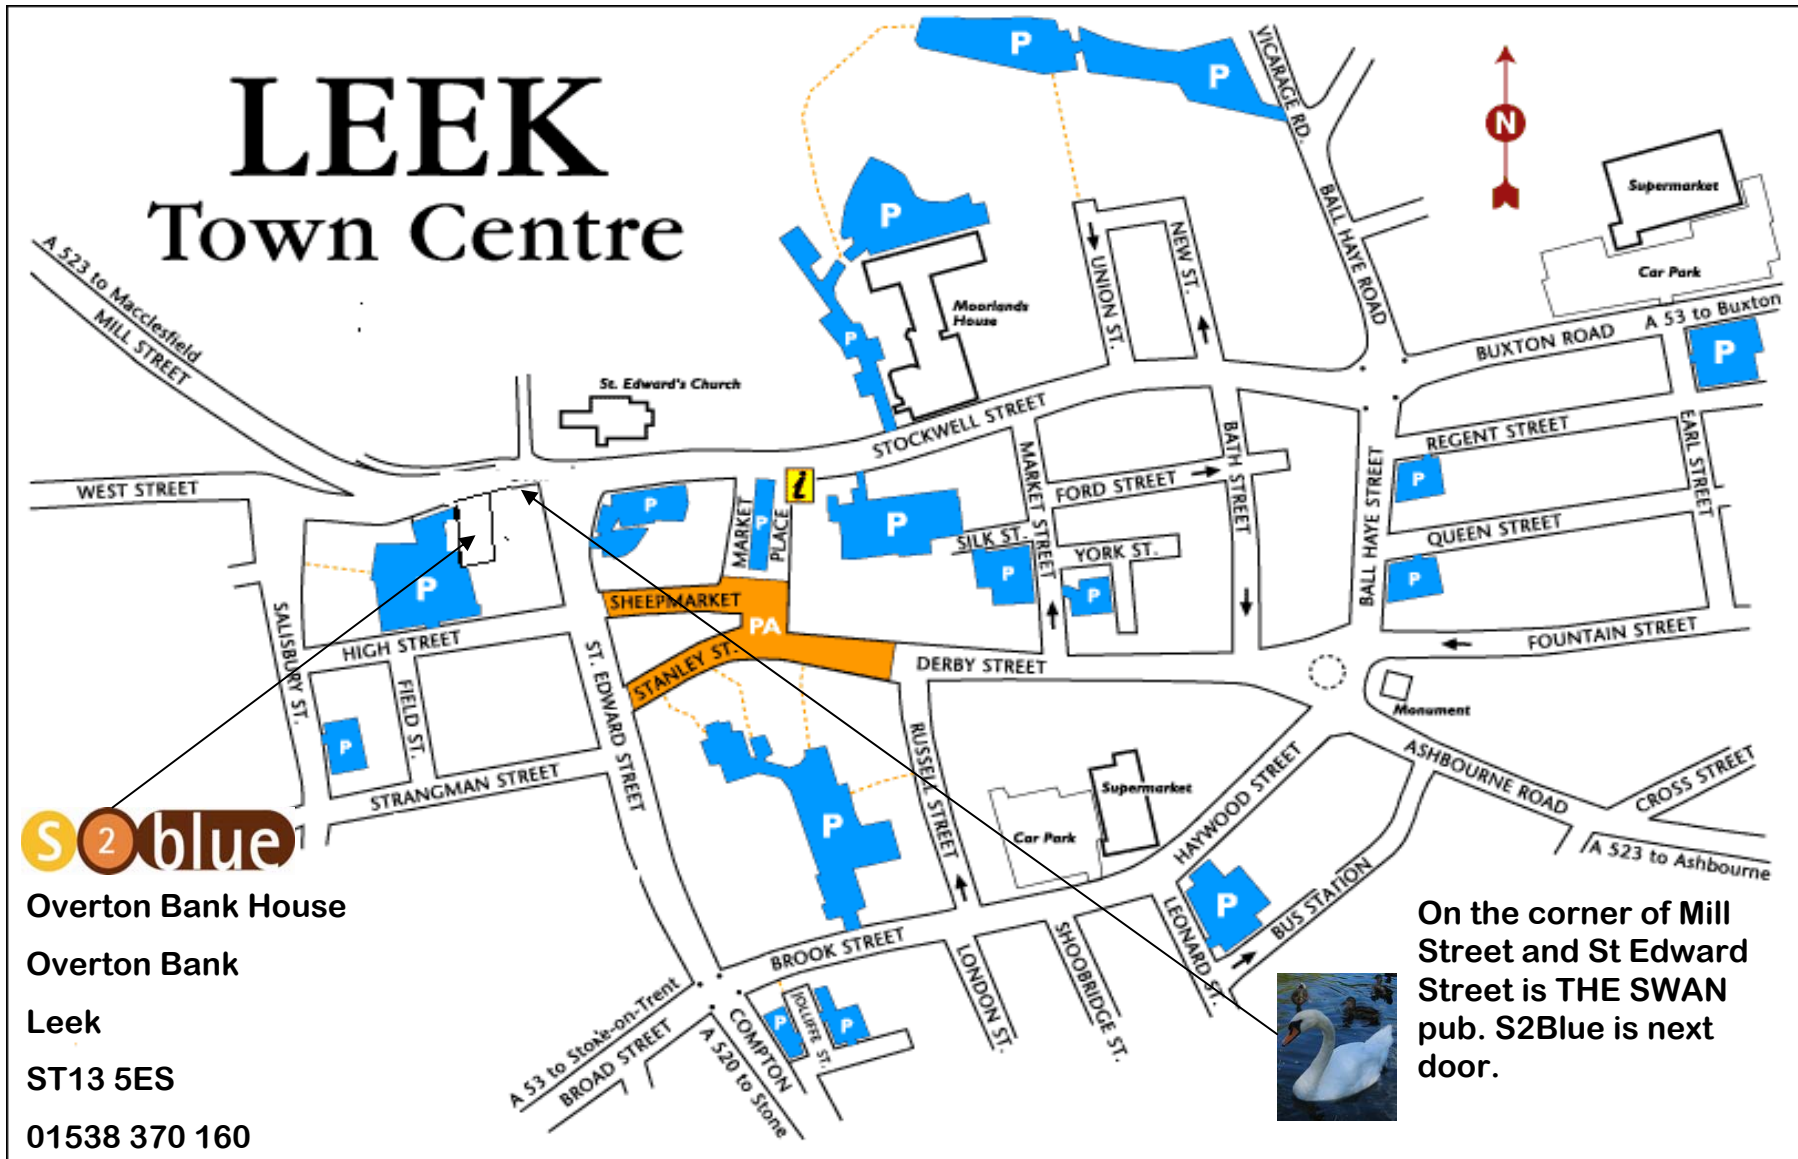 LEEK
Town Centre
A 523 to Macclesfield
MILL STREET
WEST STREET
St. Edward's Church
P
P
VICARAGE RD.
N
Supermarket
Car Park
P
BALL HAYE ROAD
NEW ST.
UNION ST.
Moorlands
House
P
A 53 to Buxton
BUXTON ROAD
P
STOCKWELL STREET
REGENT STREET
EARL STREET
BATH STREET
MARKET STREET
FORD STREET
BALL HAYE STREET
P
i
P
MARKET
P
PLACE
P
SILK ST.
YORK ST.
QUEEN STREET
P
P
P
P
SHEEPMARKET
PA
SALISBURY ST.
HIGH STREET
STANLEY ST.
DERBY STREET
FOUNTAIN STREET
FIELD ST.
ST. EDWARD STREET
Monument
P
RUSSELL STREET
HAYWOOD STREET
ASHBOURNE ROAD
CROSS STREET
STRANGMAN STREET
Supermarket
Car Park
P
A 523 to Ashbourne
S 2 blue
BUS STATION
P
LEONARD ST.
BROOK STREET
LONDON ST.
SHOOBRIDGE ST.
A 53 to Stoke-on-Trent
BROAD STREET
COMPTON
A 520 to Stone
P
JOLLIFFE ST.
P
Overton Bank House
Overton Bank
Leek
ST13 5ES
01538 370 160
On the corner of Mill
Street and St Edward
Street is THE SWAN
pub. S2Blue is next
door.